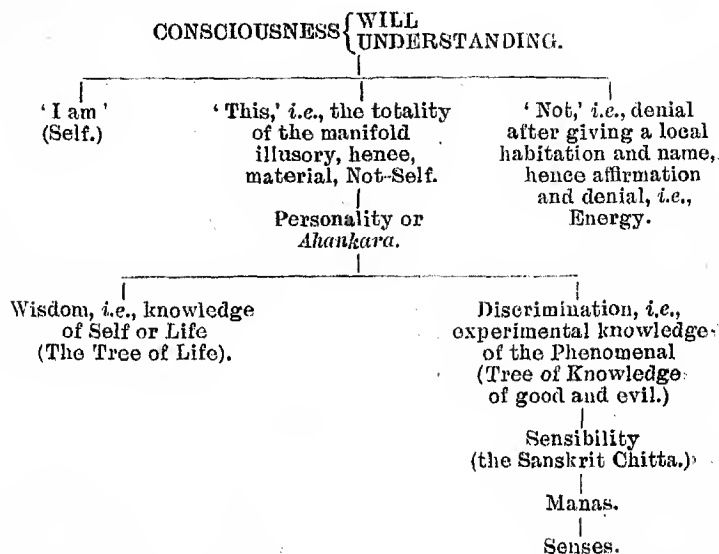 CONSCIOUSNESS { WILL
UNDERSTANDING.
' I am '
(Self.)
' This,' i.e., the totality
of the manifold
illusory, hence,
material, Not-Self.
' Not,' i.e., denial
after giving a local
habitation and name,
hence affirmation
and denial, i.e.,
Energy.
Personality or
Ahankara.
Wisdom, i.e., knowledge
of Self or Life
(The Tree of Life).
Discrimination, i.e.,
experimental knowledge
of the Phenomenal
(Tree of Knowledge
of good and evil.)
Sensibility
(the Sanskrit Chitta.)
Manas.
Senses.